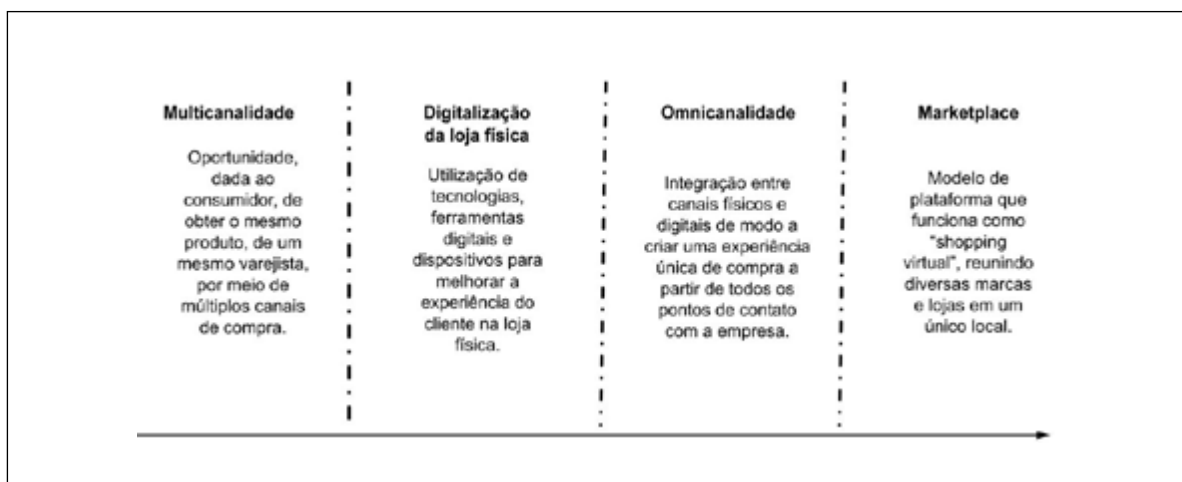 Multicanalidade
Oportunidade,
dada ao
consumidor, de
obter o mesmo
produto, de um
mesmo varejista,
por meio de
múltiplos canais
de compra.
Digitalização
da loja física
Utilização de
tecnologias,
ferramentas
digitais e
dispositivos para
melhorar a
experiência do
cliente na loja
física.
Omnicanalidade
Integração entre
canais físicos e
digitais de modo a
criar uma experiência
única de compra a
partir de todos os
pontos de contato
com a empresa.
Marketplace
Modelo de
plataforma que
funciona como
“shopping
virtual”, reunindo
diversas marcas
e lojas em um
único local.